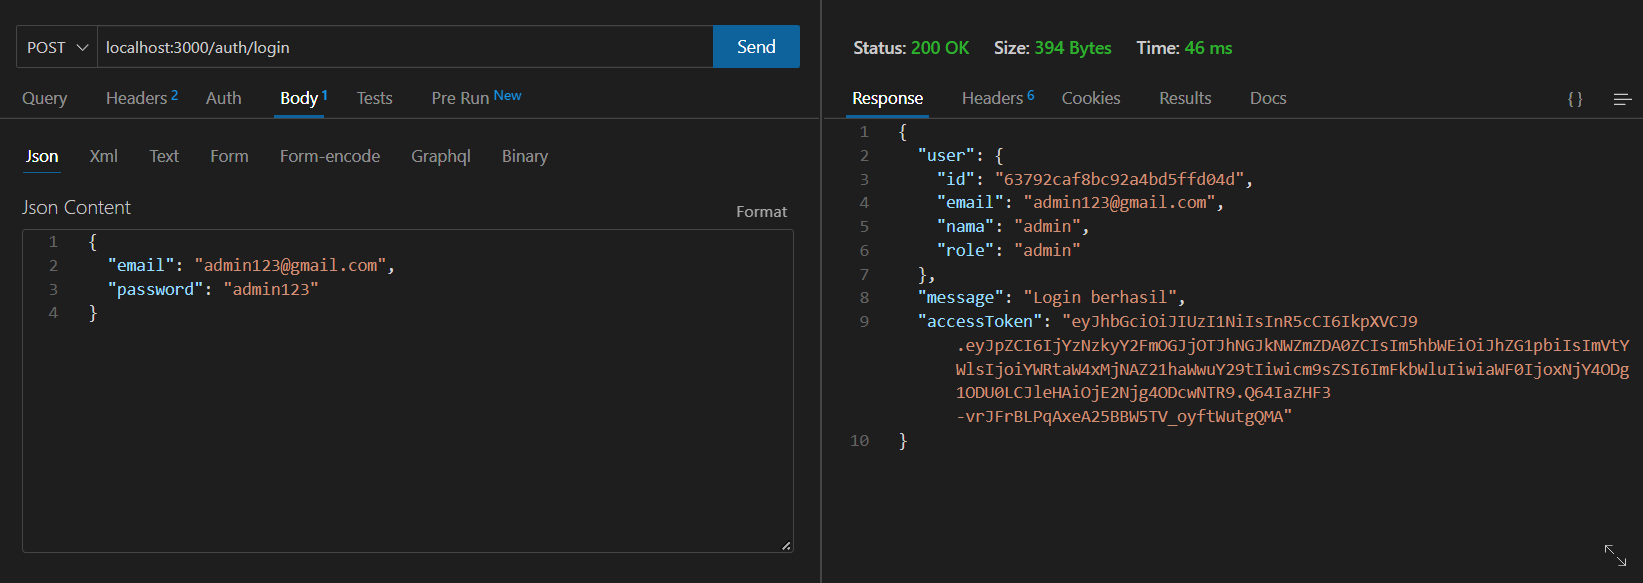 POST localhost:3000/auth/login Send
Query Headers 2 Auth Body 1 Tests Pre Run New
Json Xml Text Form Form-encode Graphql Binary
Json Content
Format
1 {
2 "email": "admin123@gmail.com",
3 "password": "admin123"
4 }
Status: 200 OK Size: 394 Bytes Time: 46 ms
Response Headers 6 Cookies Results Docs { }
1 {
2 "user": {
3 "id": "63792caf8bc92a4bd5ffd04d",
4 "email": "admin123@gmail.com",
5 "nama": "admin",
6 "role": "admin"
7 },
8 "message": "Login berhasil",
9 "accessToken": "eyJhbGciOiJIUzI1NiIsInR5cCI6IkpXVCJ9
.eyJpZCI6IjYzNzkyY2FmOGJjOTJhNGJkNWZmZDA0ZCIsIm5hbWEiOiJhZG1pbiIsImVtY
WlsIjoiYWRtaW4xMjNAZ21haWwuY29tIiwicm9sZSI6ImFkbWluIiwiaWF0IjoxNjY4ODg
1ODU0LCJleHAiOjE2Njg4ODcwNTR9.Q64IaZHF3
-vrJFrBLPqAxeA25BBW5TV_oyftWutgQMA"
10 }